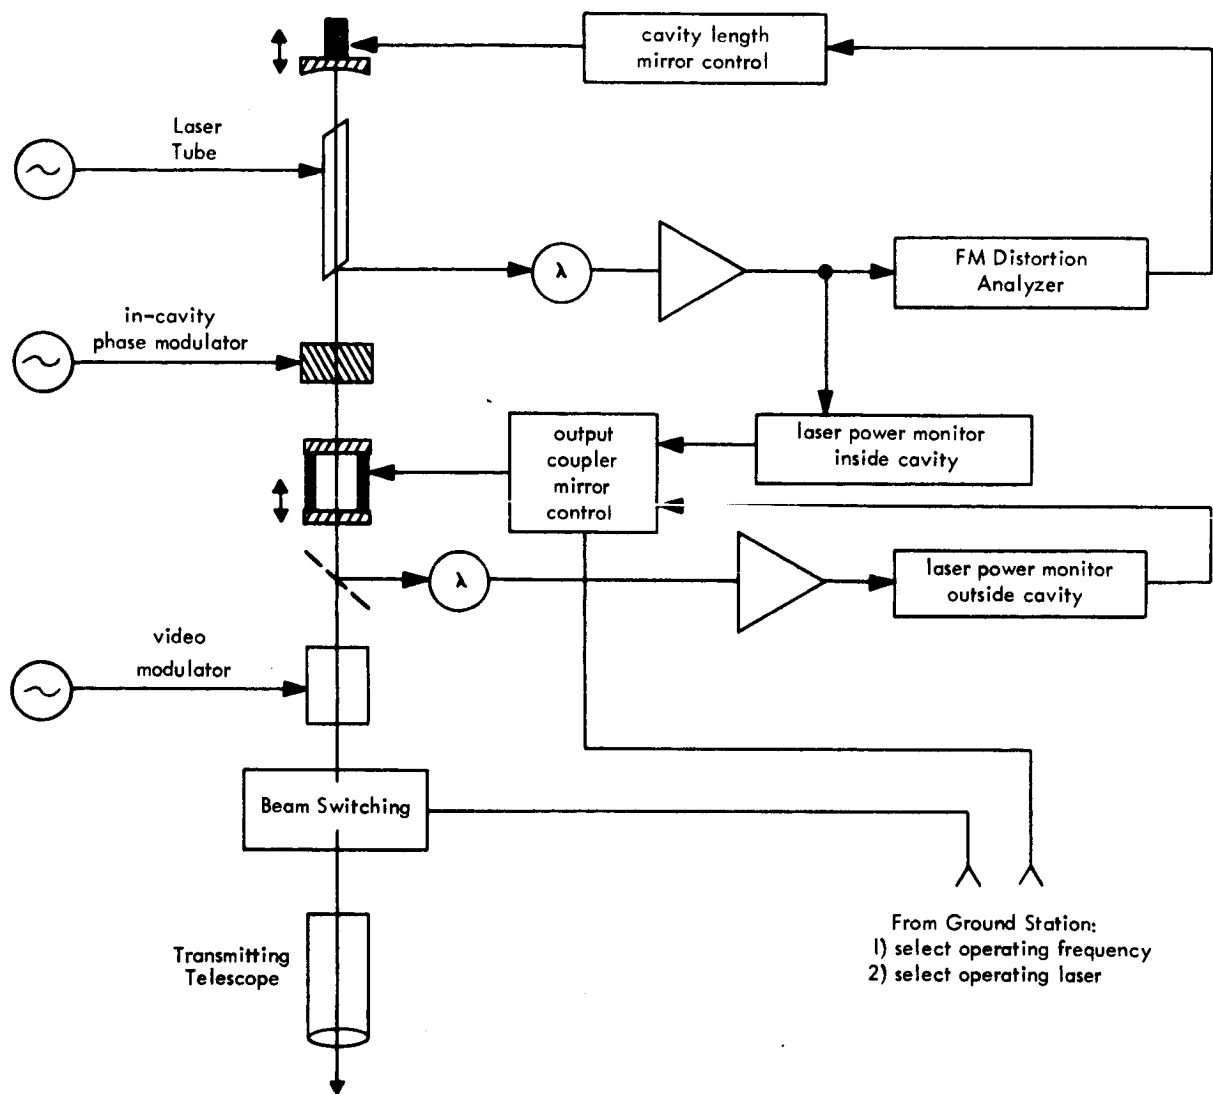 cavity length
mirror control
Laser
Tube
λ
FM Distortion
Analyzer
in-cavity
phase modulator
output
coupler
mirror
control
laser power monitor
inside cavity
λ
laser power monitor
outside cavity
video
modulator
Beam Switching
From Ground Station:
1) select operating frequency
2) select operating laser
Transmitting
Telescope